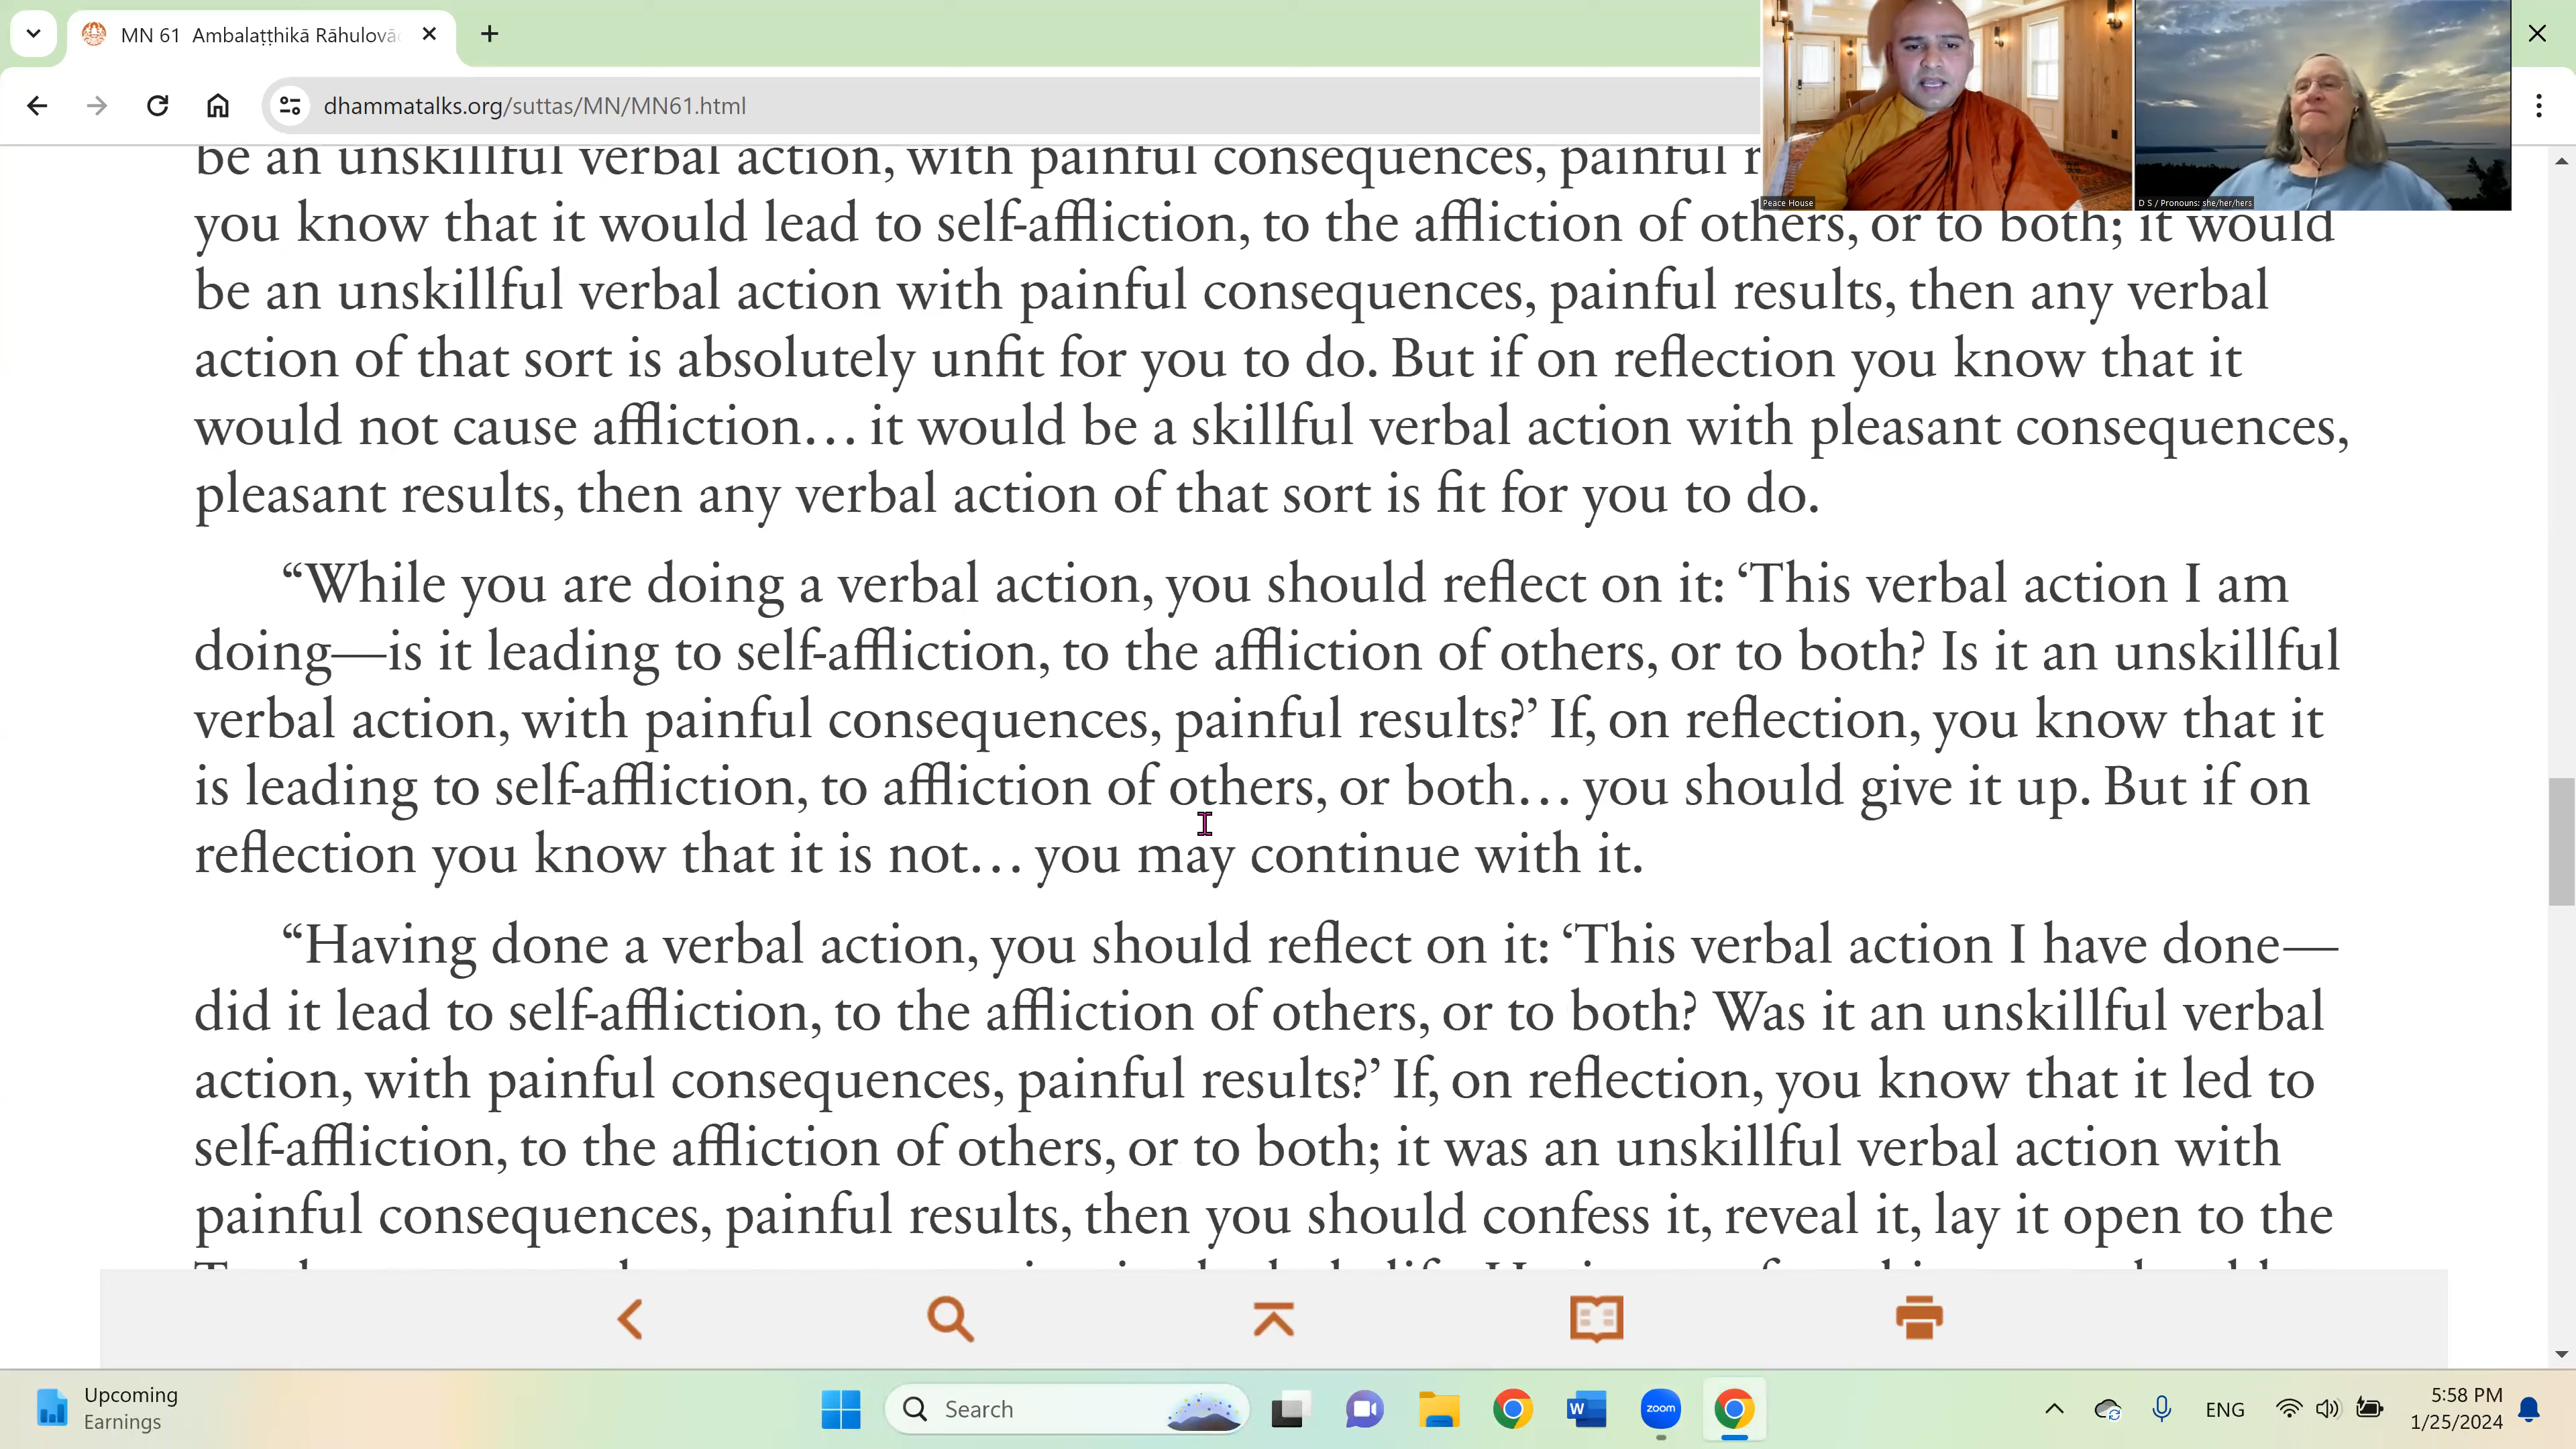 MN 61 Ambalaṭṭhikā Rāhulovā
dhammatalks.org/suttas/MN/MN61.html
Peace House
D S / Pronouns: she/her/hers
be an unskillful verbal action, with painful consequences, painful
you know that it would lead to self-affliction, to the affliction of others, or to both; it would
be an unskillful verbal action with painful consequences, painful results, then any verbal
action of that sort is absolutely unfit for you to do. But if on reflection you know that it
would not cause affliction… it would be a skillful verbal action with pleasant consequences,
pleasant results, then any verbal action of that sort is fit for you to do.
“While you are doing a verbal action, you should reflect on it: ‘This verbal action I am
doing—is it leading to self-affliction, to the affliction of others, or to both? Is it an unskillful
verbal action, with painful consequences, painful results?’ If, on reflection, you know that it
is leading to self-affliction, to affliction of others, or both… you should give it up. But if on
reflection you know that it is not… you may continue with it.
“Having done a verbal action, you should reflect on it: ‘This verbal action I have done—
did it lead to self-affliction, to the affliction of others, or to both? Was it an unskillful verbal
action, with painful consequences, painful results?’ If, on reflection, you know that it led to
self-affliction, to the affliction of others, or to both; it was an unskillful verbal action with
painful consequences, painful results, then you should confess it, reveal it, lay it open to the
Upcoming
Earnings
Search
W
zoom
ENG
5:58 PM
1/25/2024